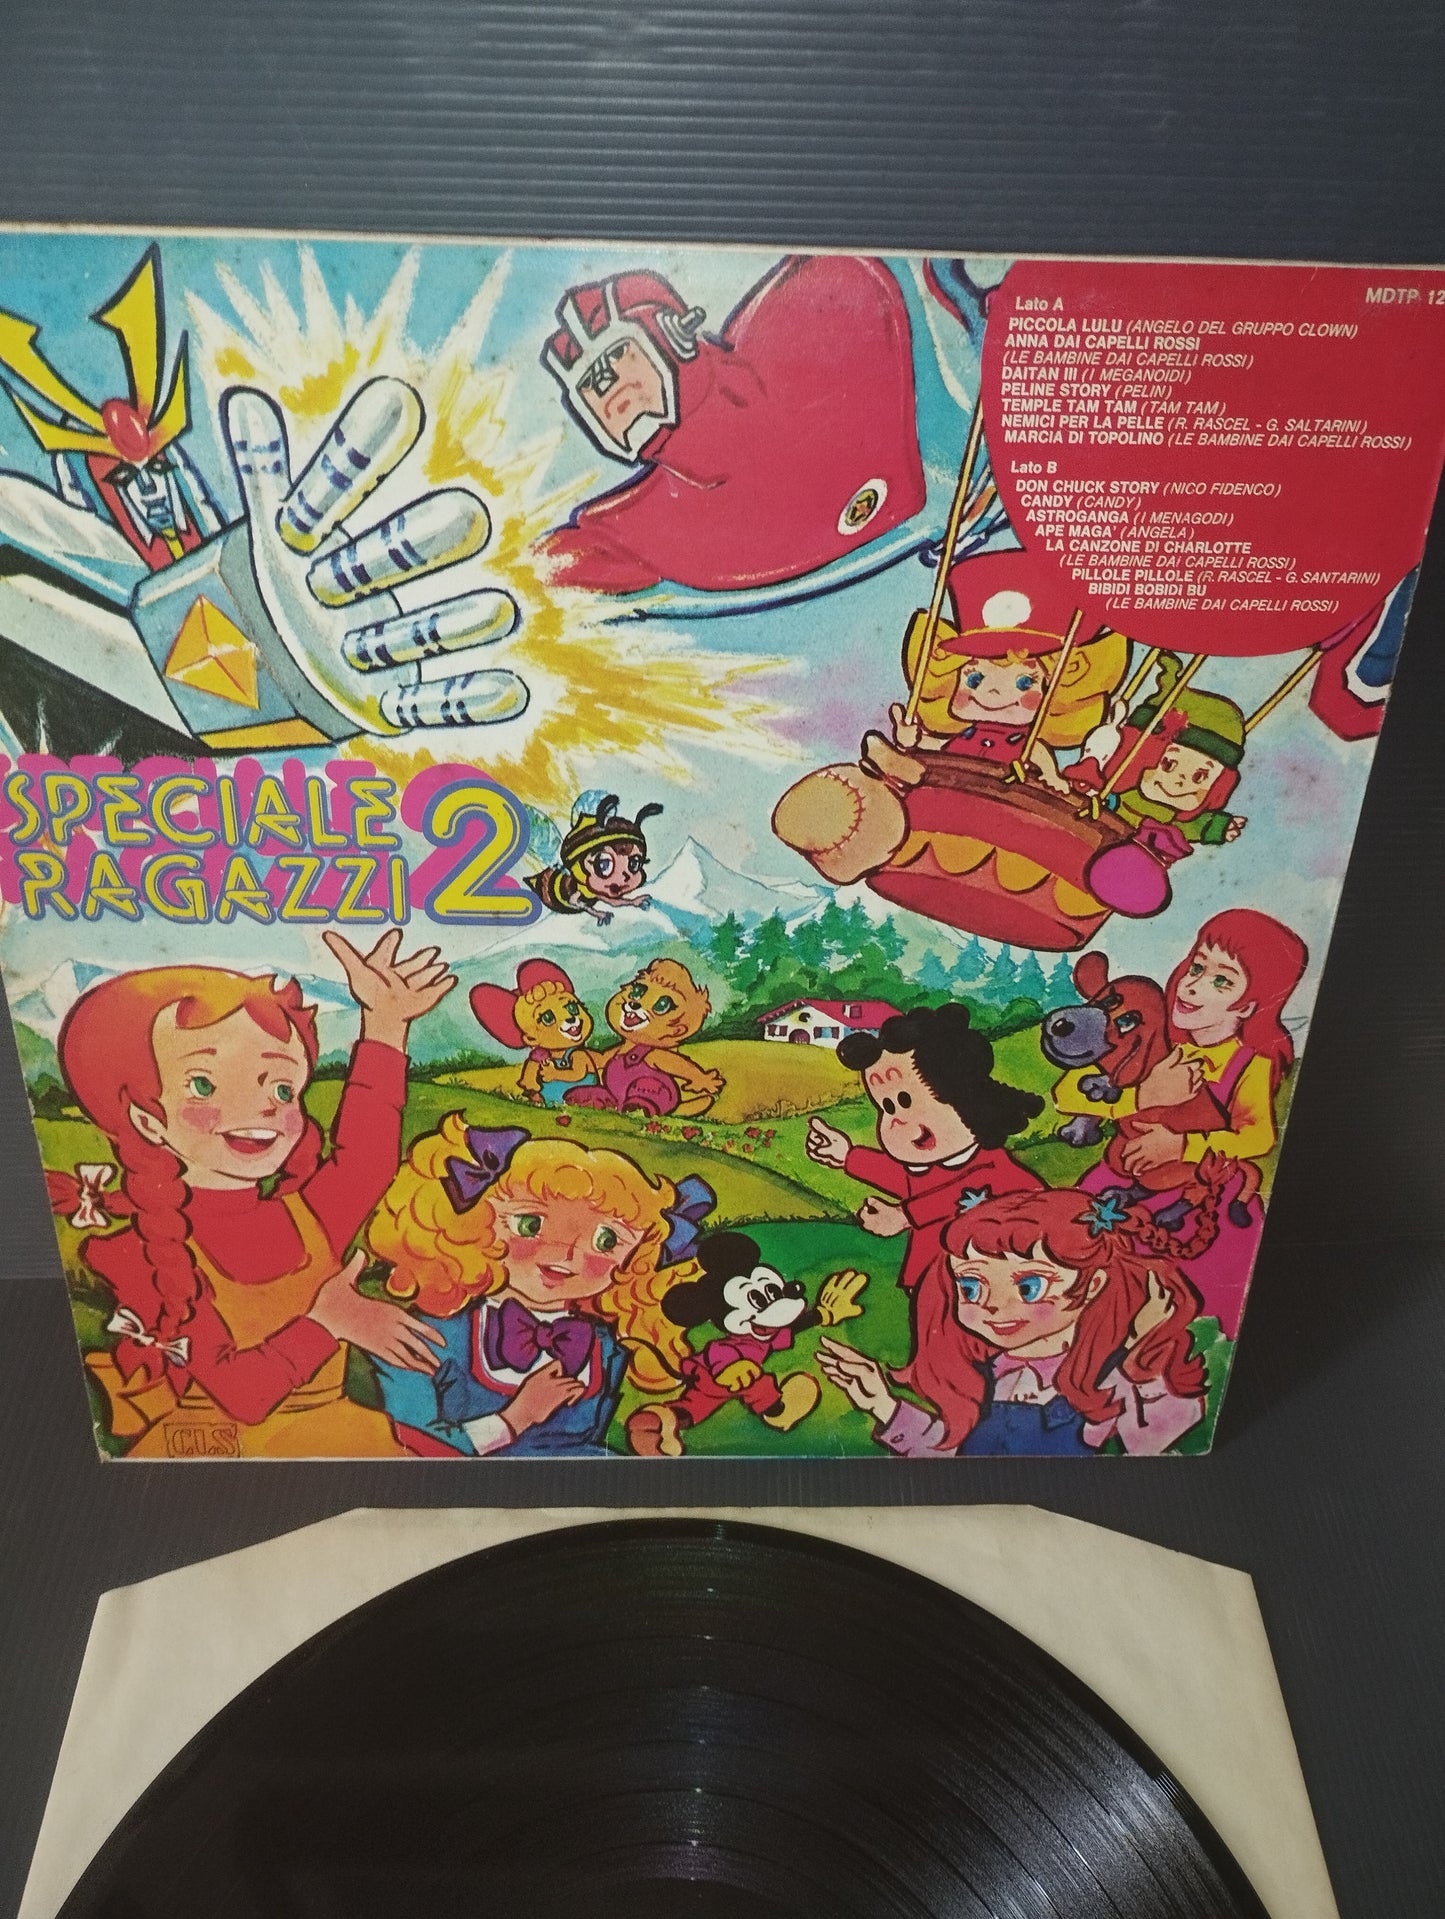 MDTP 12
Lato A
PICCOLA LULU (ANGELO DEL GRUPPO CLOWN)
ANNA DAI CAPELLI ROSSI
(LE BAMBINE DAI CAPELLI ROSSI)
DAITAN III (I MEGANOIDI)
PELINE STORY (PELIN)
TEMPLE TAM TAM (TAM TAM)
NEMICI PER LA PELLE (R. RASCEL - G. SALTARINI)
MARCIA DI TOPOLINO (LE BAMBINE DAI CAPELLI ROSSI)
Lato B
DON CHUCK STORY (NICO FIDENCO)
CANDY (CANDY)
ASTROGANGA (I MENAGODI)
APE MAGA' (ANGELA)
LA CANZONE DI CHARLOTTE
(LE BAMBINE DAI CAPELLI ROSSI)
PILLOLE PILLOLE (R. RASCEL - G. SANTARINI)
BIBIDI BOBIDI BU
(LE BAMBINE DAI CAPELLI ROSSI)
SPECIALE
RAGAZZI 2
C.L.S